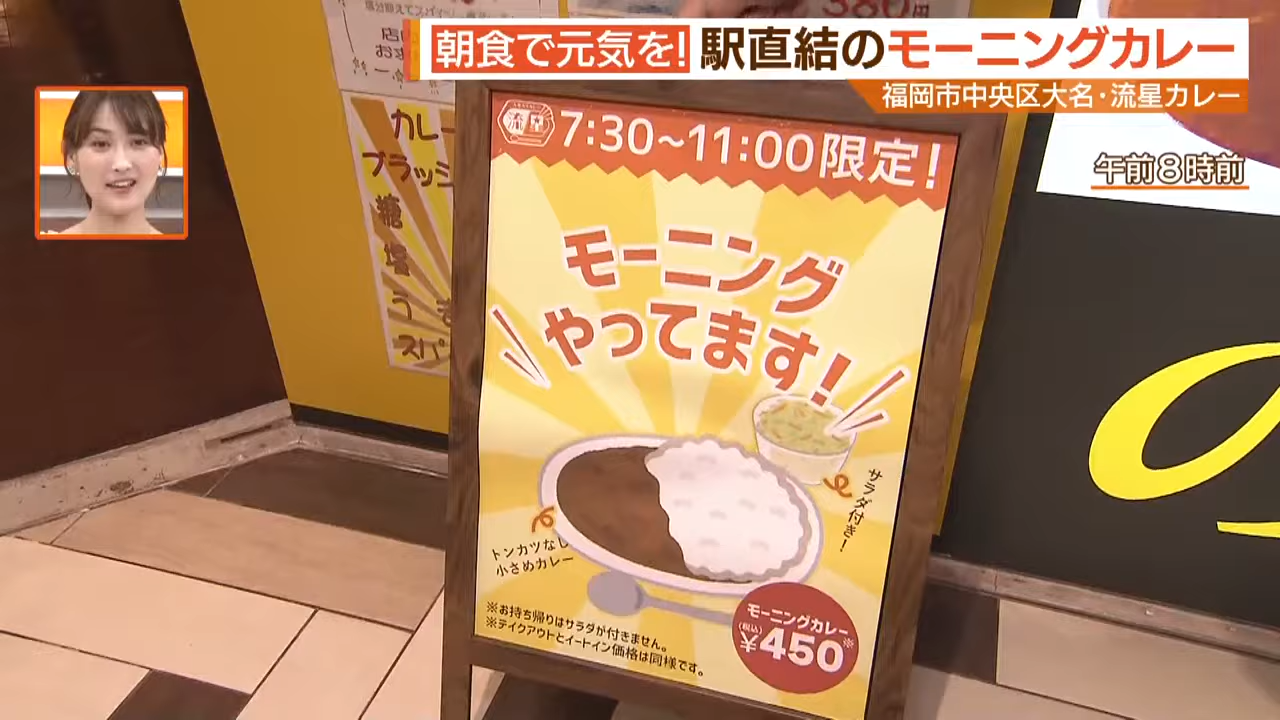 朝食で元気を!
駅直結のモーニングカレー
福岡市中央区大名・流星カレー
午前8時前
380円
カレー
ブラッシ
糖
塩
う
スパ
流星
7:30~11:00限定!
モーニング
やってます!
サラダ付き!
トンカツなし
小さめカレー
※お持ち帰りはサラダが付きません。
※テイクアウトとイートイン価格は同様です。
モーニングカレー
(税込)¥450※
の